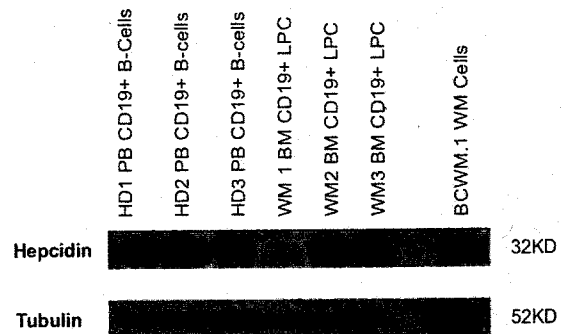 HD1 PB CD19+ B-Cells
HD2 PB CD19+ B-cells
HD3 PB CD19+ B-cells
WM 1 BM CD19+ LPC
WM2 BM CD19+ LPC
WM3 BM CD19+ LPC
BCWM.1 WM Cells
Hepcidin 32KD
Tubulin 52KD